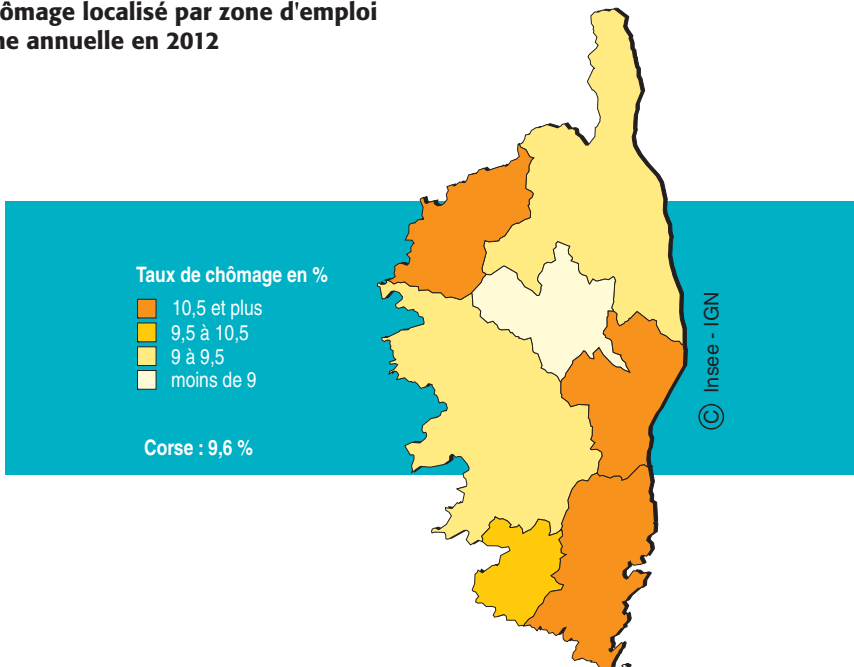 ômage localisé par zone d'emploi
ne annuelle en 2012
Taux de chômage en %
10,5 et plus
9,5 à 10,5
9 à 9,5
moins de 9
Corse : 9,6 %
© Insee - IGN